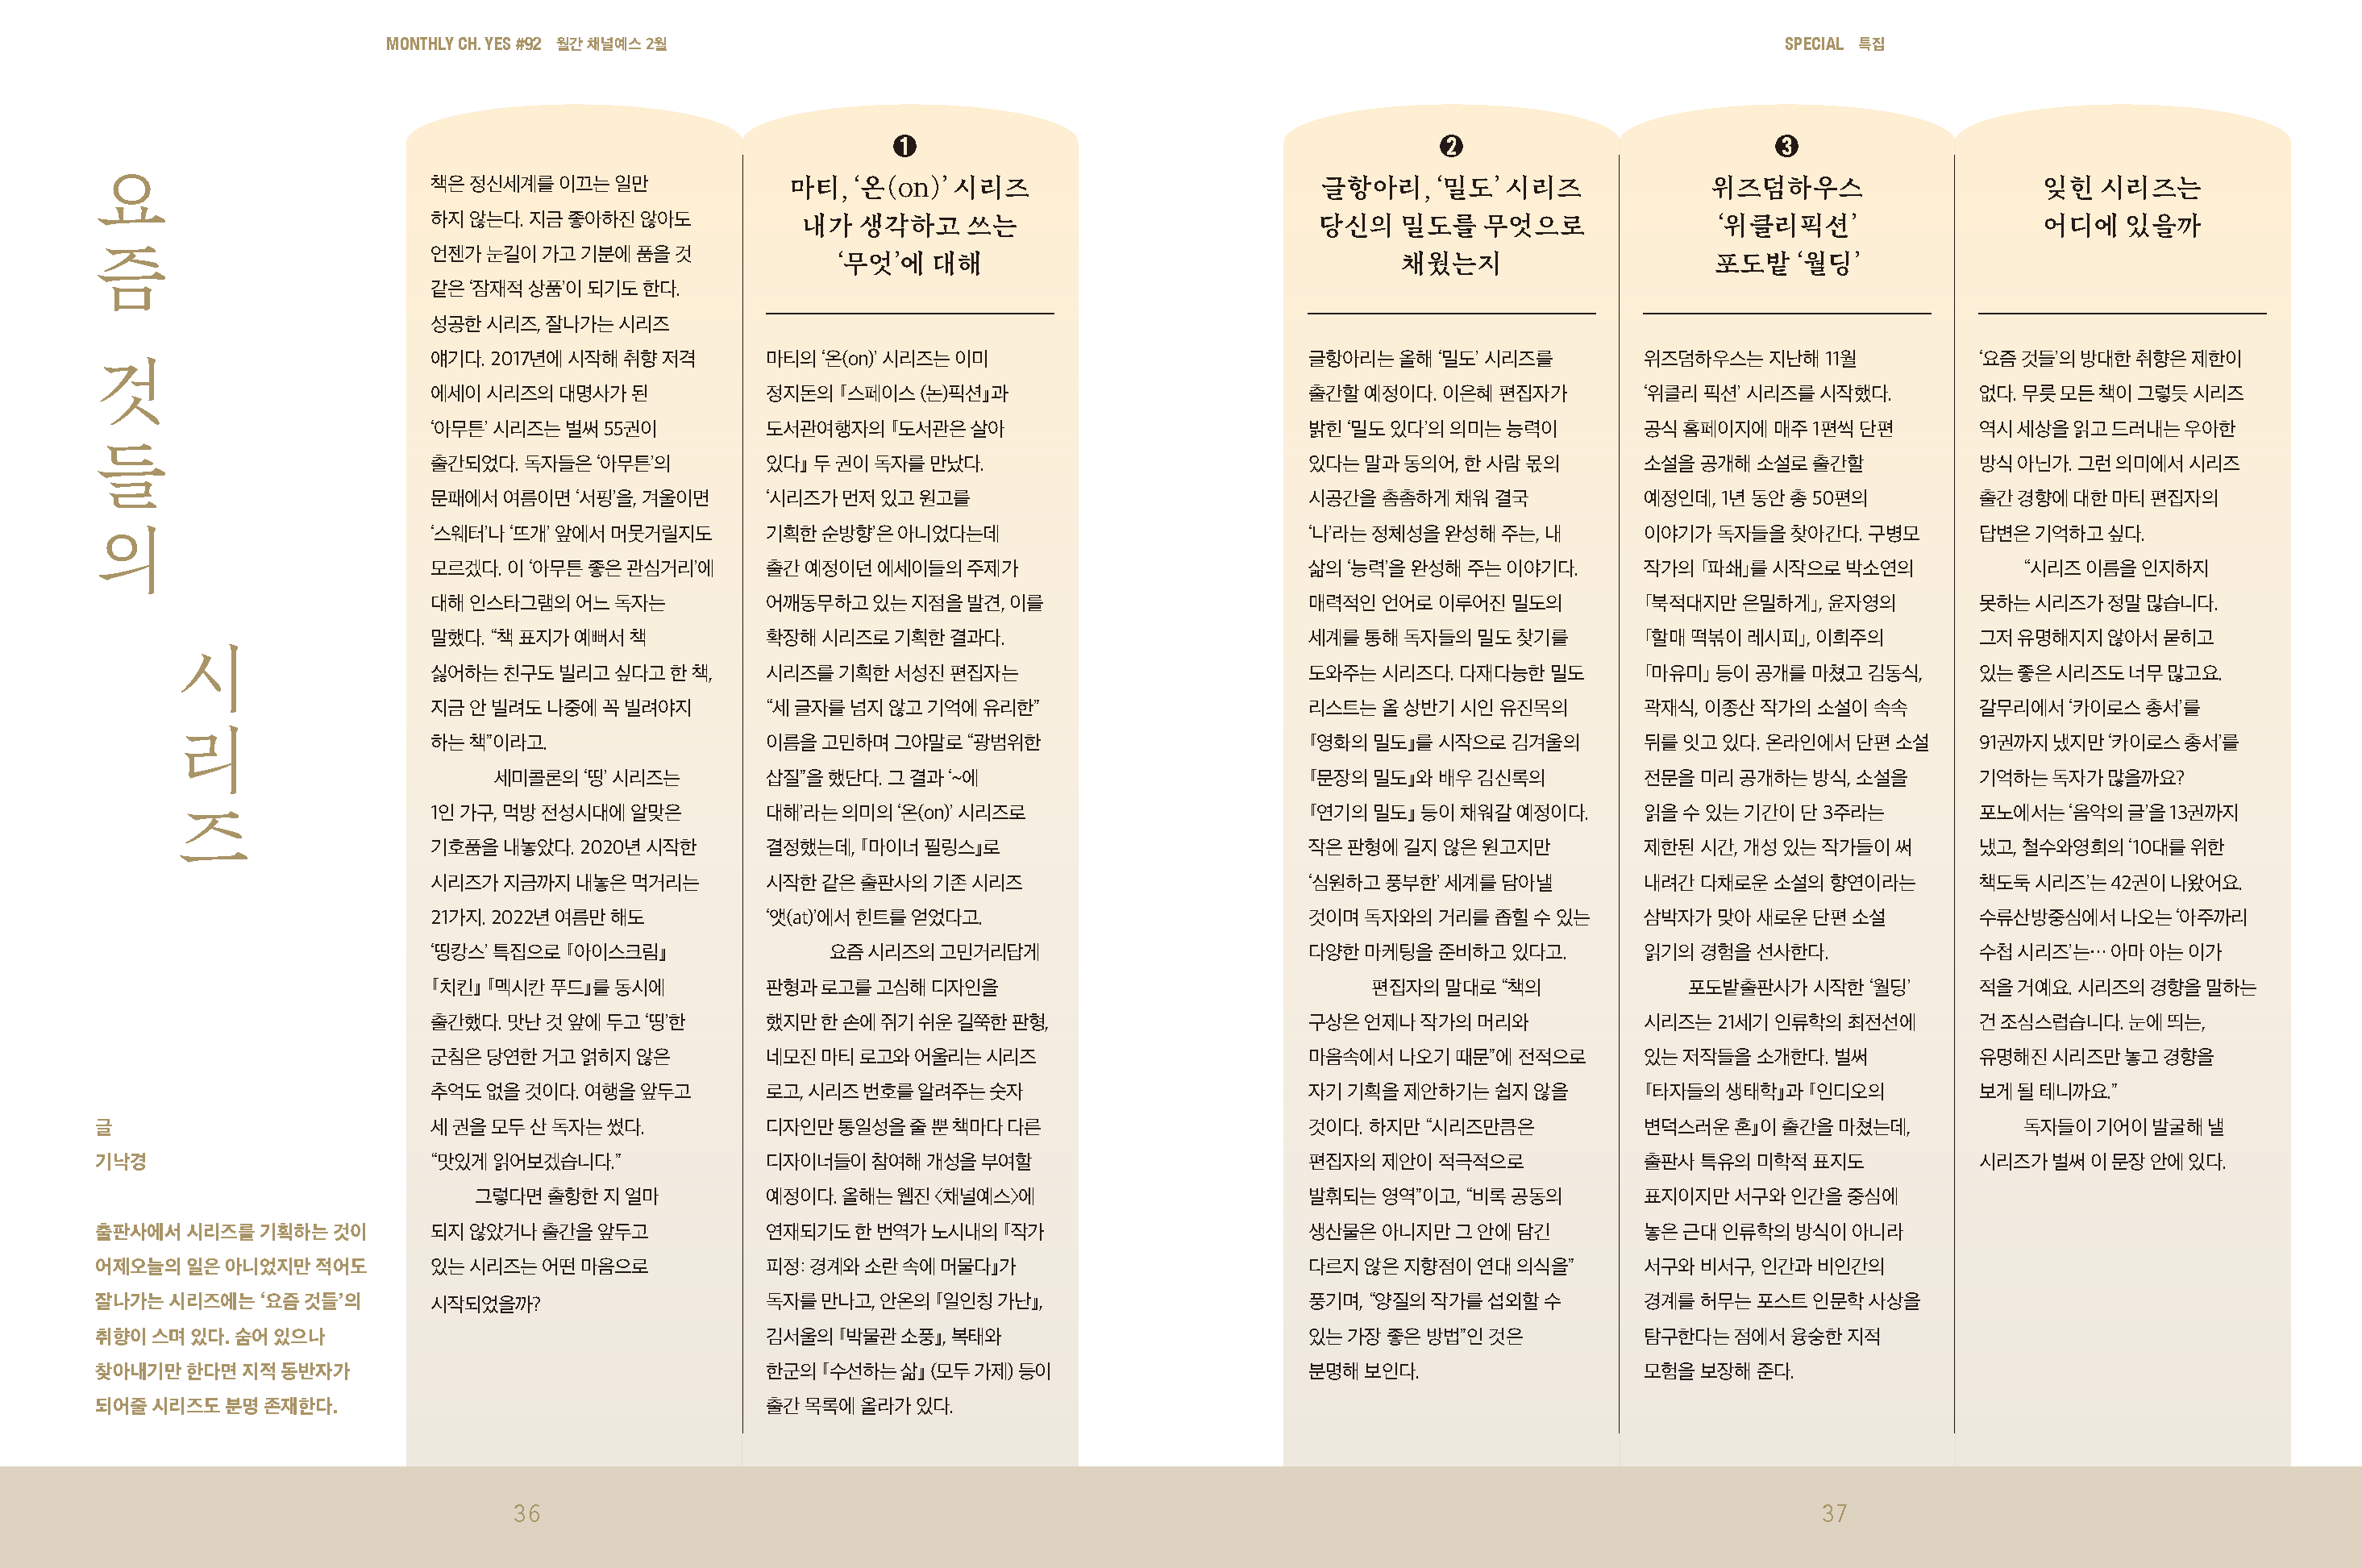 MONTHLY CH. YES #92 월간 채널예스 2월
SPECIAL 특집
요즘 것들의
시리즈
글
기낙경
출판사에서 시리즈를 기획하는 것이
어제오늘의 일은 아니었지만 적어도
잘나가는 시리즈에는 ‘요즘 것들’의
취향이 스며 있다. 숨어 있으나
찾아내기만 한다면 지적 동반자가
되어줄 시리즈도 분명 존재한다.
책은 정신세계를 이끄는 일만
하지 않는다. 지금 좋아하진 않아도
언젠가 눈길이 가고 기분에 품을 것
같은 ‘잠재적 상품’이 되기도 한다.
성공한 시리즈, 잘나가는 시리즈
얘기다. 2017년에 시작해 취향 저격
에세이 시리즈의 대명사가 된
‘아무튼’ 시리즈는 벌써 55권이
출간되었다. 독자들은 ‘아무튼’의
문패에서 여름이면 ‘서핑’을, 겨울이면
‘스웨터’나 ‘뜨개’ 앞에서 머뭇거릴지도
모르겠다. 이 ‘아무튼 좋은 관심거리’에
대해 인스타그램의 어느 독자는
말했다. “책 표지가 예뻐서 책
싫어하는 친구도 빌리고 싶다고 한 책,
지금 안 빌려도 나중에 꼭 빌려야지
하는 책”이라고.
세미콜론의 ‘띵’ 시리즈는
1인 가구, 먹방 전성시대에 알맞은
기호품을 내놓았다. 2020년 시작한
시리즈가 지금까지 내놓은 먹거리는
21가지. 2022년 여름만 해도
‘띵캉스’ 특집으로 『아이스크림』
『치킨』 『멕시칸 푸드』를 동시에
출간했다. 맛난 것 앞에 두고 ‘띵’한
군침은 당연한 거고 얽히지 않은
추억도 없을 것이다. 여행을 앞두고
세 권을 모두 산 독자는 썼다.
“맛있게 읽어보겠습니다.”
그렇다면 출항한 지 얼마
되지 않았거나 출간을 앞두고
있는 시리즈는 어떤 마음으로
시작되었을까?
❶
마티, ‘온(on)’ 시리즈
내가 생각하고 쓰는
‘무엇’에 대해
마티의 ‘온(on)’ 시리즈는 이미
정지돈의 『스페이스 (논)픽션』과
도서관여행자의 『도서관은 살아
있다』 두 권이 독자를 만났다.
‘시리즈가 먼저 있고 원고를
기획한 순방향’은 아니었다는데
출간 예정이던 에세이들의 주제가
어깨동무하고 있는 지점을 발견, 이를
확장해 시리즈로 기획한 결과다.
시리즈를 기획한 서성진 편집자는
“세 글자를 넘지 않고 기억에 유리한”
이름을 고민하며 그야말로 “광범위한
삽질”을 했단다. 그 결과 ‘~에
대해’라는 의미의 ‘온(on)’ 시리즈로
결정했는데, 『마이너 필링스』로
시작한 같은 출판사의 기존 시리즈
‘앳(at)’에서 힌트를 얻었다고.
요즘 시리즈의 고민거리답게
판형과 로고를 고심해 디자인을
했지만 한 손에 쥐기 쉬운 길쭉한 판형,
네모진 마티 로고와 어울리는 시리즈
로고, 시리즈 번호를 알려주는 숫자
디자인만 통일성을 줄 뿐 책마다 다른
디자이너들이 참여해 개성을 부여할
예정이다. 올해는 웹진 〈채널예스〉에
연재되기도 한 번역가 노시내의 『작가
피정: 경계와 소란 속에 머물다』가
독자를 만나고, 안온의 『일인칭 가난』,
김서울의 『박물관 소풍』, 복태와
한군의 『수선하는 삶』 (모두 가제) 등이
출간 목록에 올라가 있다.
❷
글항아리, ‘밀도’ 시리즈
당신의 밀도를 무엇으로
채웠는지
글항아리는 올해 ‘밀도’ 시리즈를
출간할 예정이다. 이은혜 편집자가
밝힌 ‘밀도 있다’의 의미는 능력이
있다는 말과 동의어, 한 사람 몫의
시공간을 촘촘하게 채워 결국
‘나’라는 정체성을 완성해 주는, 내
삶의 ‘능력’을 완성해 주는 이야기다.
매력적인 언어로 이루어진 밀도의
세계를 통해 독자들의 밀도 찾기를
도와주는 시리즈다. 다재다능한 밀도
리스트는 올 상반기 시인 유진목의
『영화의 밀도』를 시작으로 김겨울의
『문장의 밀도』와 배우 김신록의
『연기의 밀도』 등이 채워갈 예정이다.
작은 판형에 길지 않은 원고지만
‘심원하고 풍부한’ 세계를 담아낼
것이며 독자와의 거리를 좁힐 수 있는
다양한 마케팅을 준비하고 있다고.
편집자의 말대로 “책의
구상은 언제나 작가의 머리와
마음속에서 나오기 때문”에 전적으로
자기 기획을 제안하기는 쉽지 않을
것이다. 하지만 “시리즈만큼은
편집자의 제안이 적극적으로
발휘되는 영역”이고, “비록 공동의
생산물은 아니지만 그 안에 담긴
다르지 않은 지향점이 연대 의식을”
풍기며, “양질의 작가를 섭외할 수
있는 가장 좋은 방법”인 것은
분명해 보인다.
❸
위즈덤하우스
‘위클리픽션’
포도밭 ‘월딩’
위즈덤하우스는 지난해 11월
‘위클리 픽션’ 시리즈를 시작했다.
공식 홈페이지에 매주 1편씩 단편
소설을 공개해 소설로 출간할
예정인데, 1년 동안 총 50편의
이야기가 독자들을 찾아간다. 구병모
작가의 「파쇄」를 시작으로 박소연의
「북적대지만 은밀하게」, 윤자영의
「할매 떡볶이 레시피」, 이희주의
「마유미」 등이 공개를 마쳤고 김동식,
곽재식, 이종산 작가의 소설이 속속
뒤를 잇고 있다. 온라인에서 단편 소설
전문을 미리 공개하는 방식, 소설을
읽을 수 있는 기간이 단 3주라는
제한된 시간, 개성 있는 작가들이 써
내려간 다채로운 소설의 향연이라는
삼박자가 맞아 새로운 단편 소설
읽기의 경험을 선사한다.
포도밭출판사가 시작한 ‘월딩’
시리즈는 21세기 인류학의 최전선에
있는 저작들을 소개한다. 벌써
『타자들의 생태학』과 『인디오의
변덕스러운 혼』이 출간을 마쳤는데,
출판사 특유의 미학적 표지도
표지이지만 서구와 인간을 중심에
놓은 근대 인류학의 방식이 아니라
서구와 비서구, 인간과 비인간의
경계를 허무는 포스트 인문학 사상을
탐구한다는 점에서 융숭한 지적
모험을 보장해 준다.
잊힌 시리즈는
어디에 있을까
‘요즘 것들’의 방대한 취향은 제한이
없다. 무릇 모든 책이 그렇듯 시리즈
역시 세상을 읽고 드러내는 우아한
방식 아닌가. 그런 의미에서 시리즈
출간 경향에 대한 마티 편집자의
답변은 기억하고 싶다.
“시리즈 이름을 인지하지
못하는 시리즈가 정말 많습니다.
그저 유명해지지 않아서 묻히고
있는 좋은 시리즈도 너무 많고요.
갈무리에서 ‘카이로스 총서’를
91권까지 냈지만 ‘카이로스 총서’를
기억하는 독자가 많을까요?
포노에서는 ‘음악의 글’을 13권까지
냈고, 철수와영희의 ‘10대를 위한
책도둑 시리즈’는 42권이 나왔어요.
수류산방중심에서 나오는 ‘아주까리
수첩 시리즈’는… 아마 아는 이가
적을 거예요. 시리즈의 경향을 말하는
건 조심스럽습니다. 눈에 띄는,
유명해진 시리즈만 놓고 경향을
보게 될 테니까요.”
독자들이 기어이 발굴해 낼
시리즈가 벌써 이 문장 안에 있다.
36
37